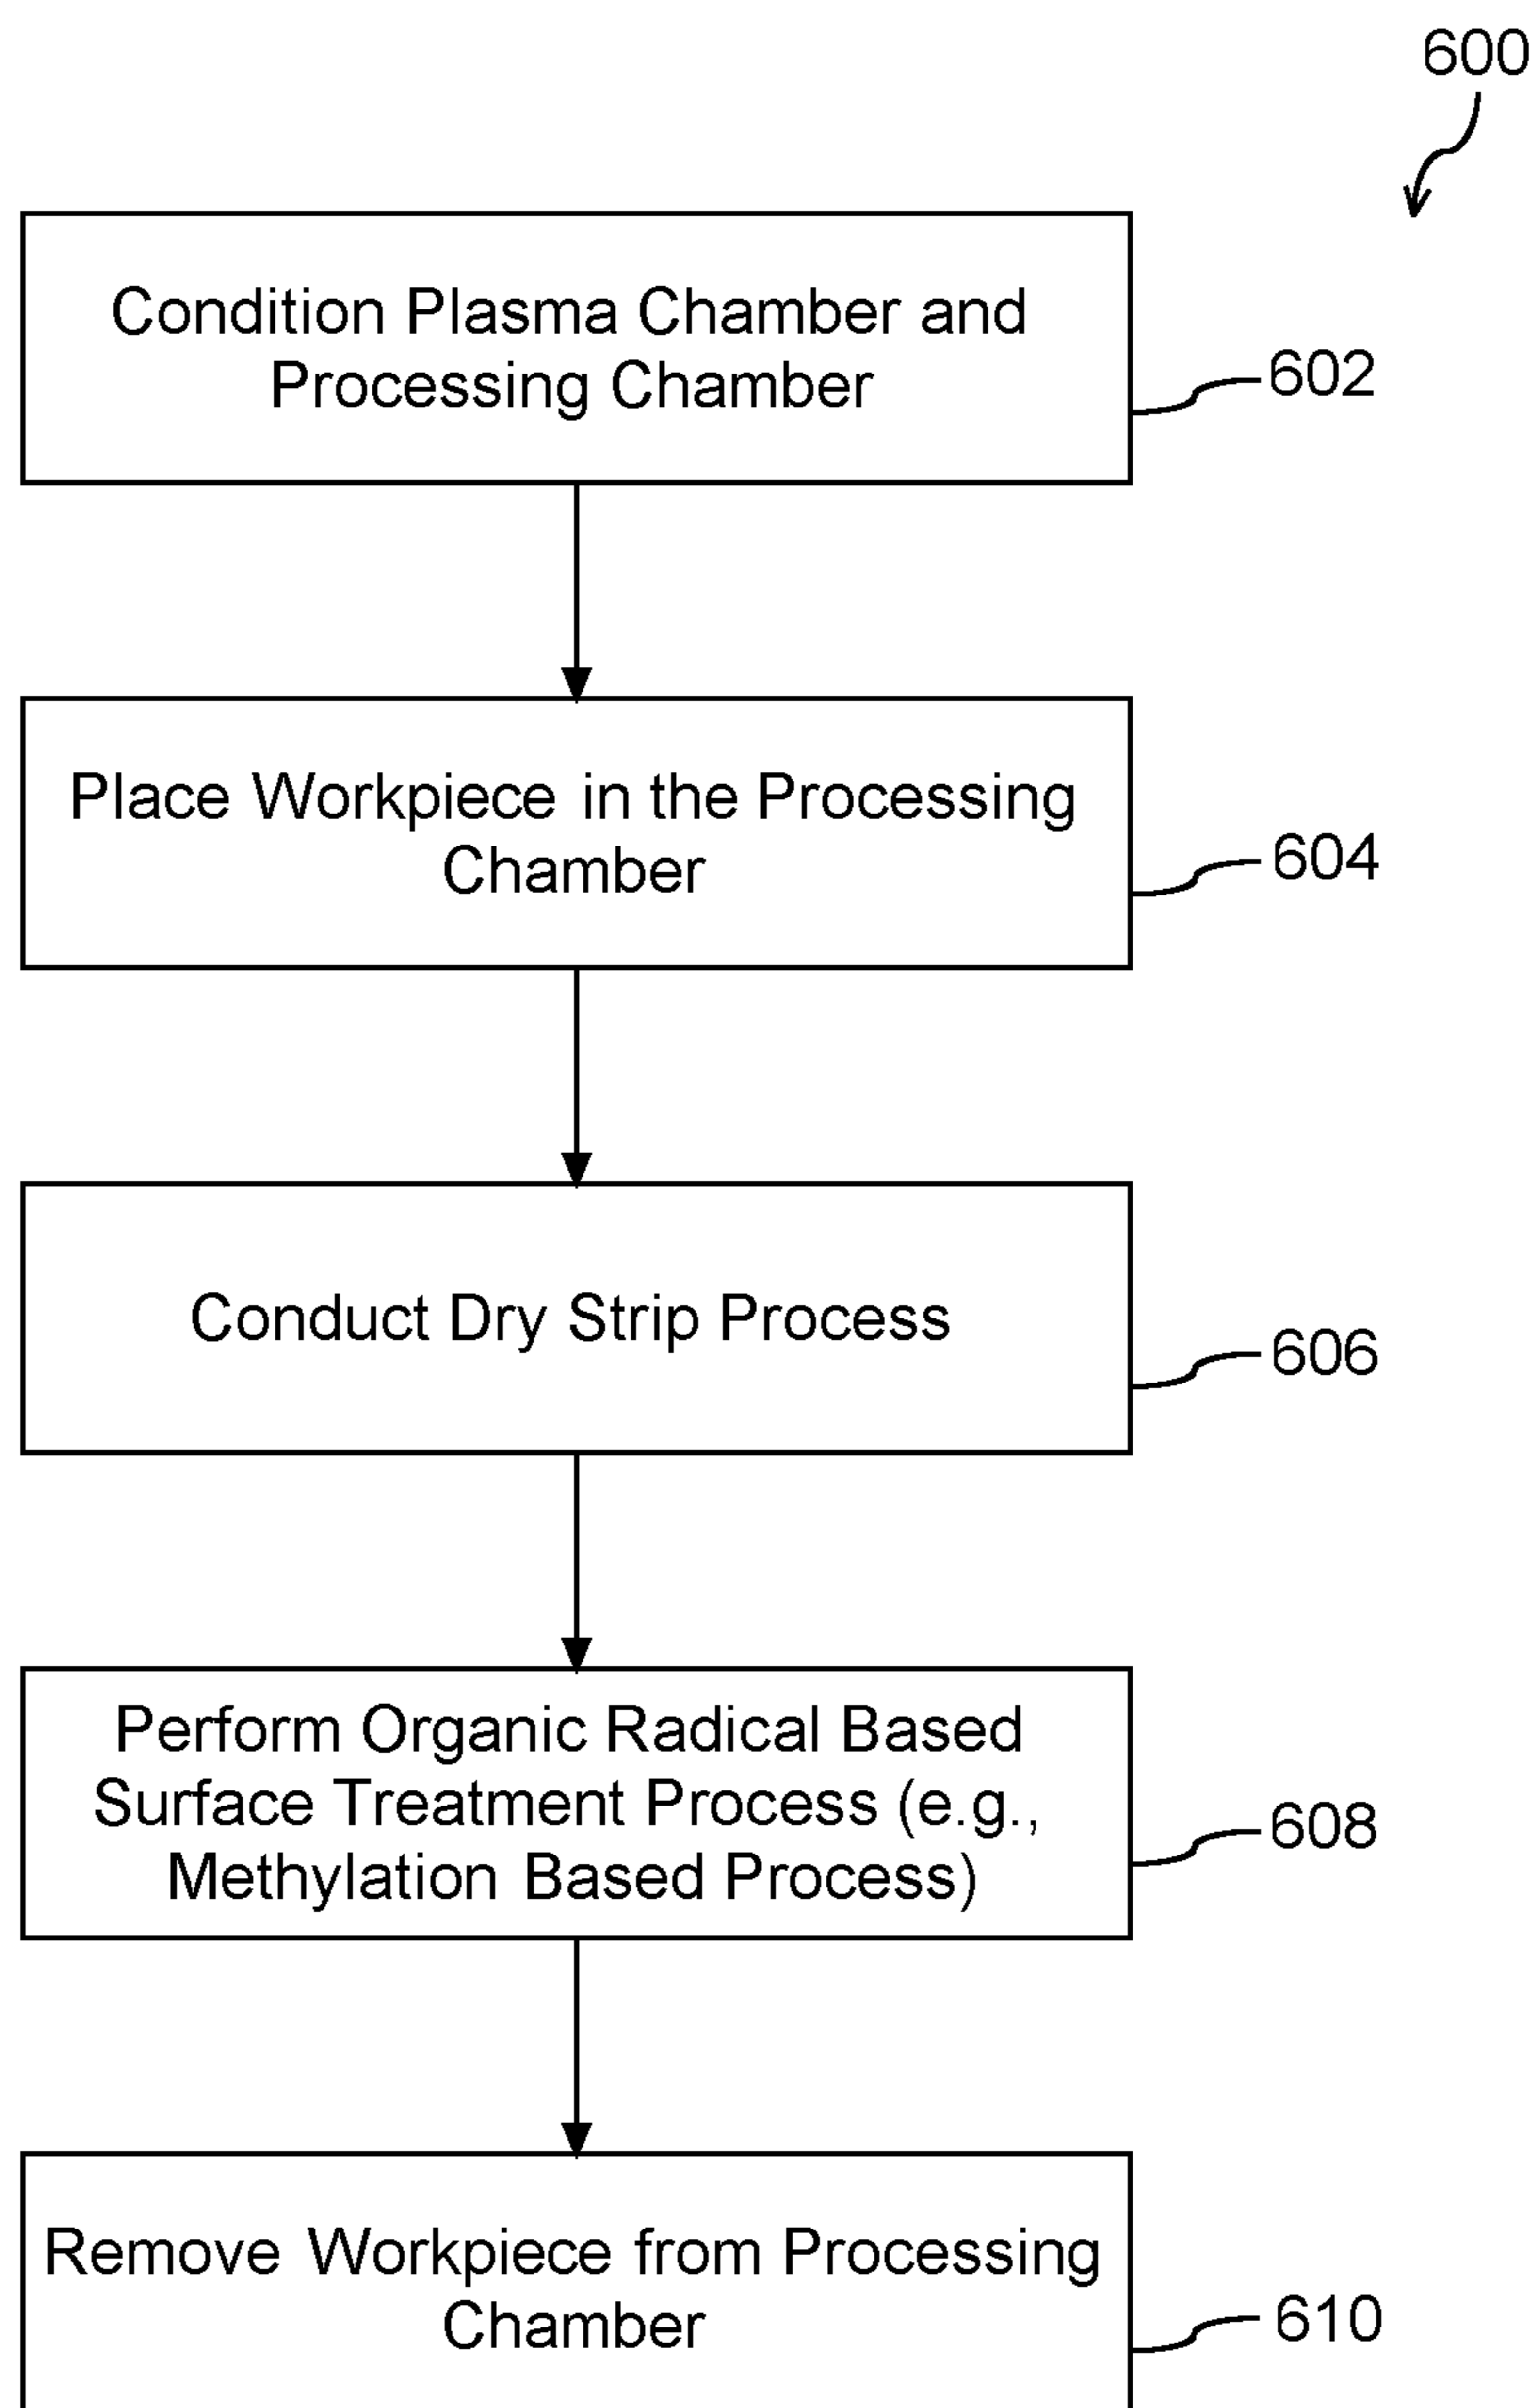 600
Condition Plasma Chamber and
Processing Chamber
602
Place Workpiece in the Processing
Chamber
604
Conduct Dry Strip Process
606
Perform Organic Radical Based
Surface Treatment Process (e.g.,
Methylation Based Process)
608
Remove Workpiece from Processing
Chamber
610